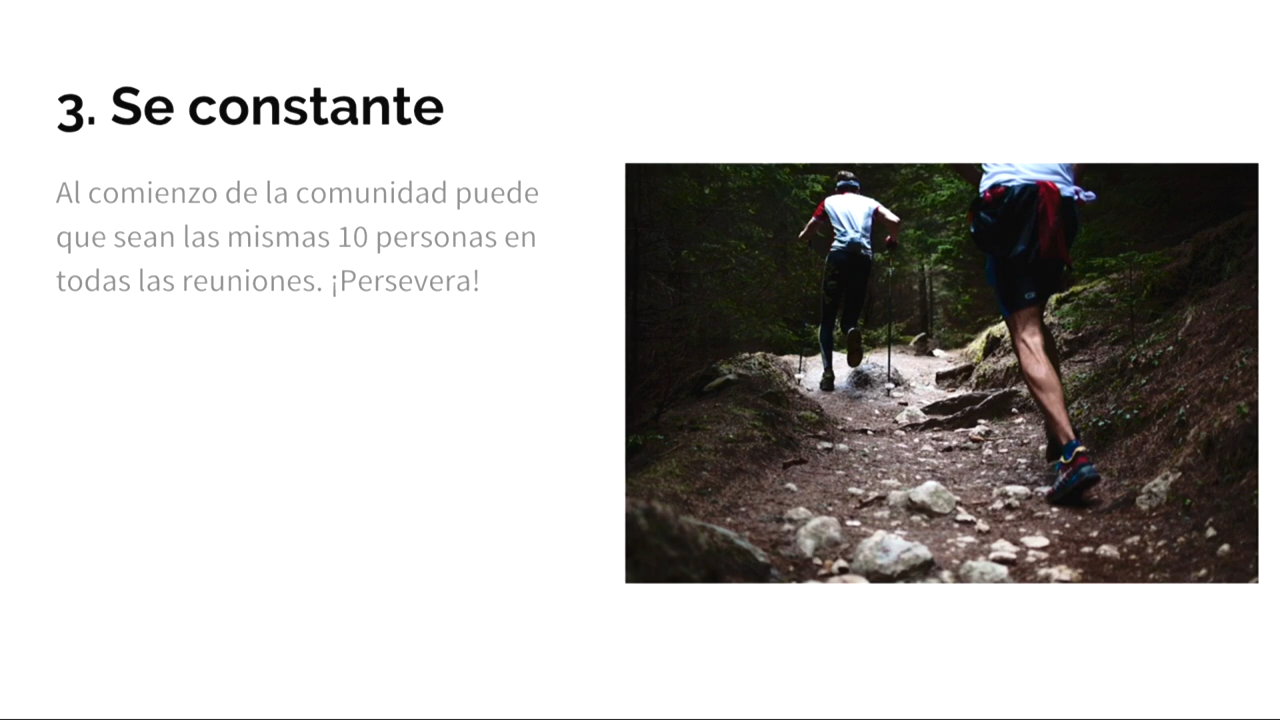 3. Se constante
Al comienzo de la comunidad puede
que sean las mismas 10 personas en
todas las reuniones. ¡Persevera!